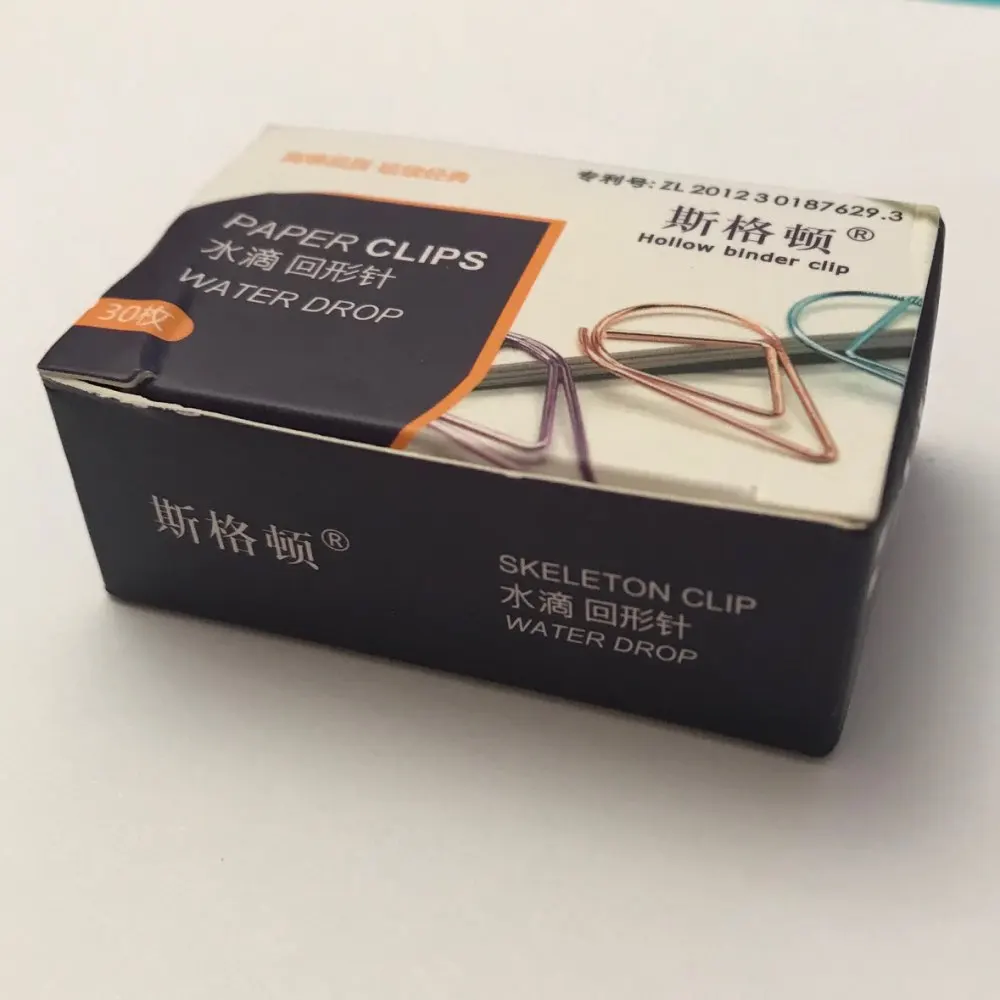 专利号: ZL 2012 3 0187629.3
斯格顿®
Hollow binder clip
PAPER CLIPS
水滴 回形针
WATER DROP
30枚
斯格顿®
SKELETON CLIP
水滴 回形针
WATER DROP